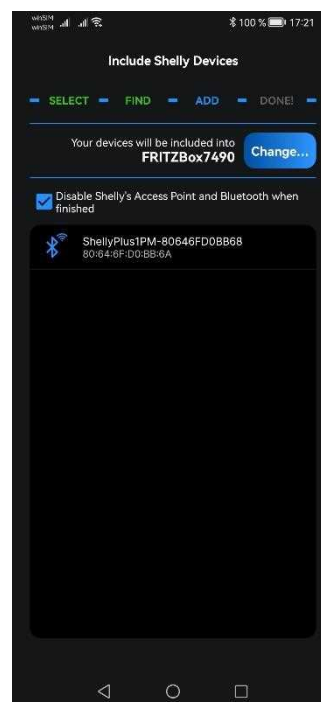 winSIM
winSIM
100 % 17:21
Include Shelly Devices
SELECT FIND ADD DONE!
Your devices will be included into
FRITZBox7490
Change...
Disable Shelly's Access Point and Bluetooth when
finished
ShellyPlus1PM-80646FD0BB68
80:64:6F:D0:BB:6A